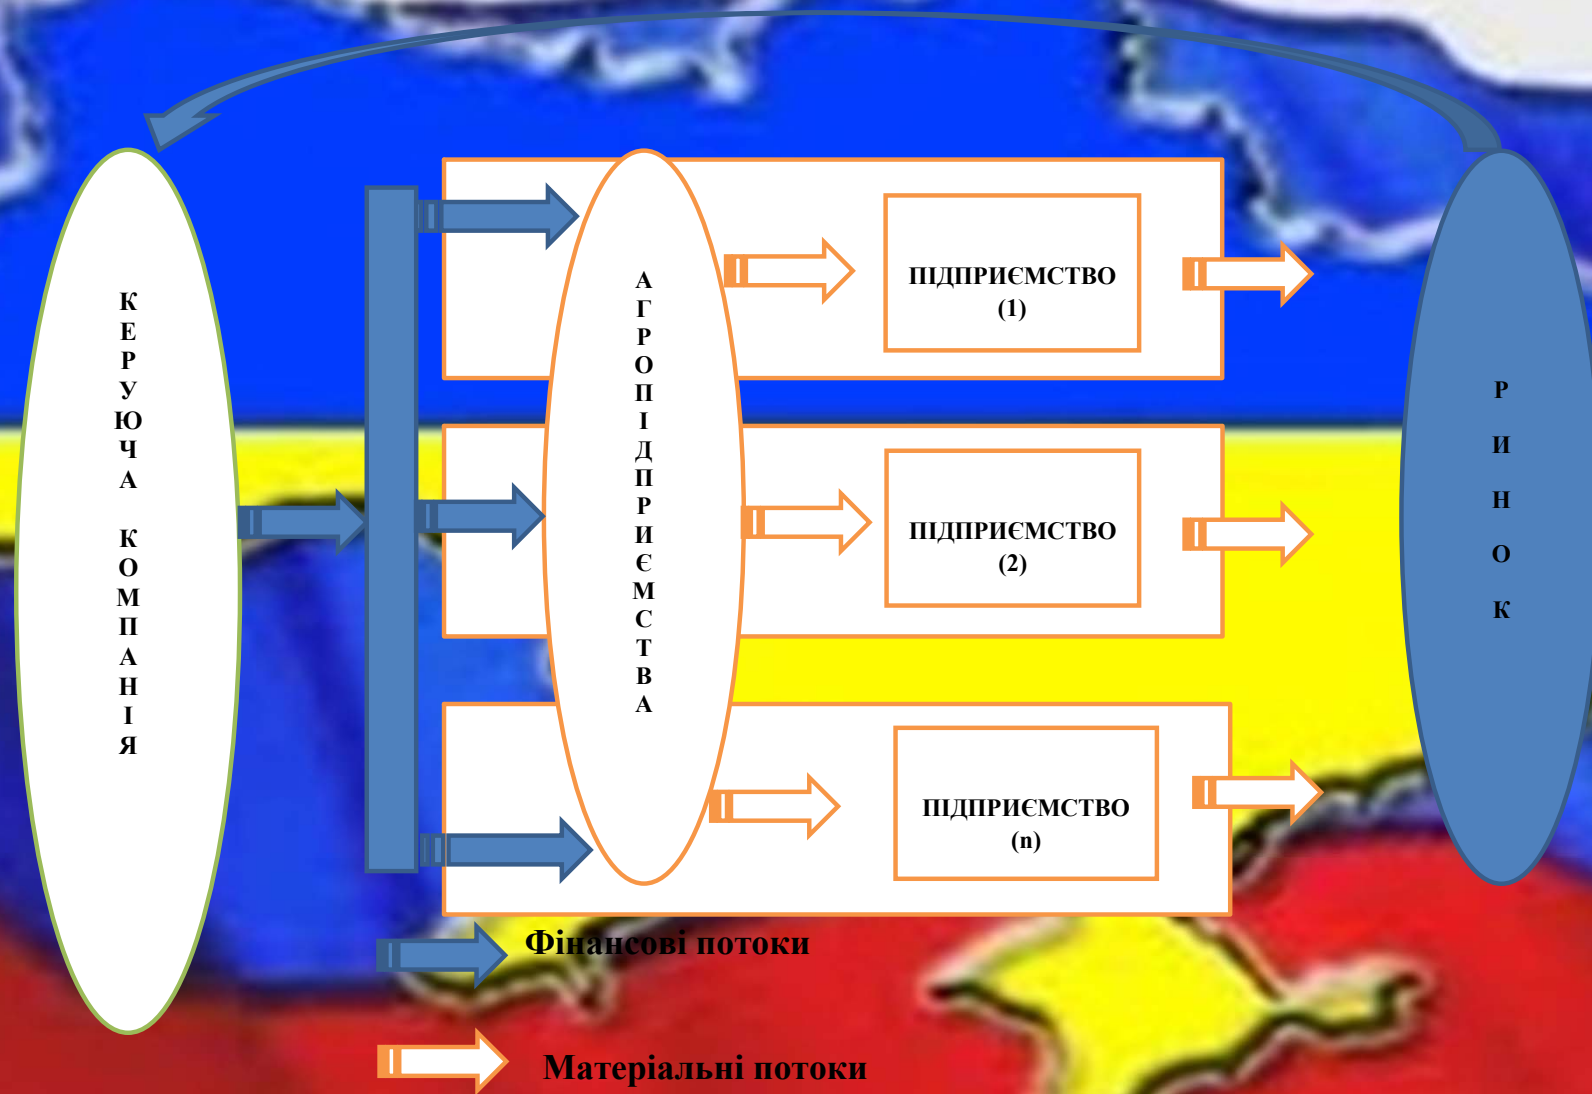 КЕРУЮЧА КОМПАНІЯ
АГРОПІДПРИЄМСТВА
ПІДПРИЄМСТВО
(1)
ПІДПРИЄМСТВО
(2)
ПІДПРИЄМСТВО
(n)
РИНОК
Фінансові потоки
Матеріальні потоки